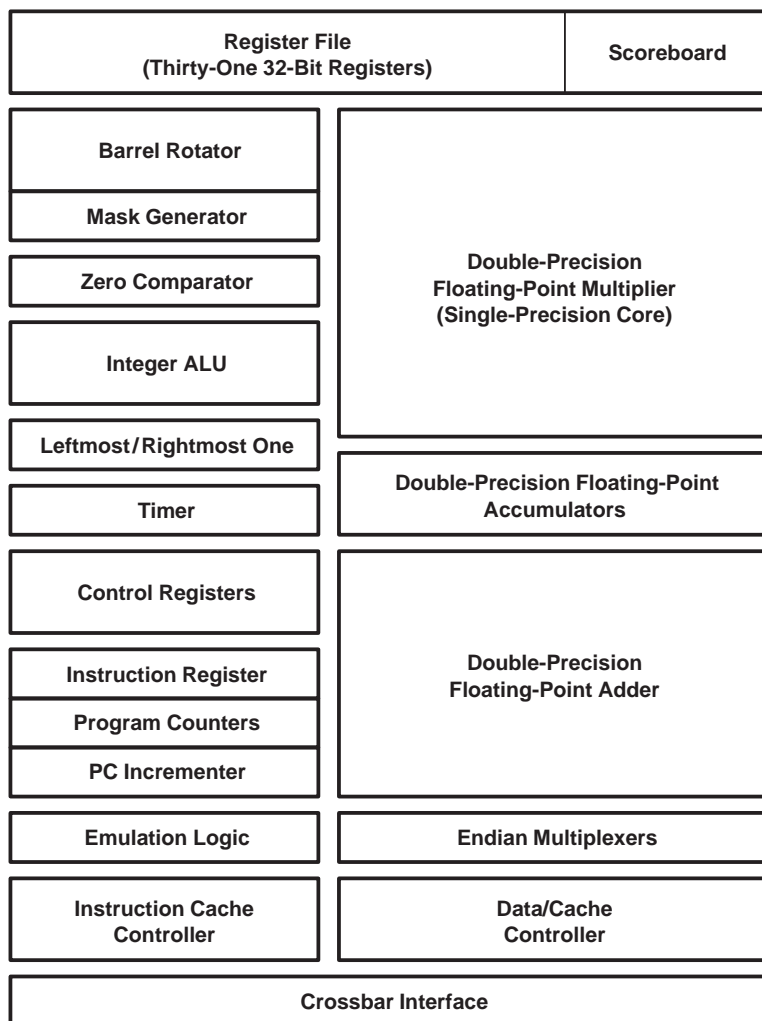 Register File
(Thirty-One 32-Bit Registers)
Scoreboard
Barrel Rotator
Mask Generator
Zero Comparator
Integer ALU
Leftmost/Rightmost One
Timer
Control Registers
Instruction Register
Program Counters
PC Incrementer
Emulation Logic
Instruction Cache
Controller
Double-Precision
Floating-Point Multiplier
(Single-Precision Core)
Double-Precision Floating-Point
Accumulators
Double-Precision
Floating-Point Adder
Endian Multiplexers
Data/Cache
Controller
Crossbar Interface